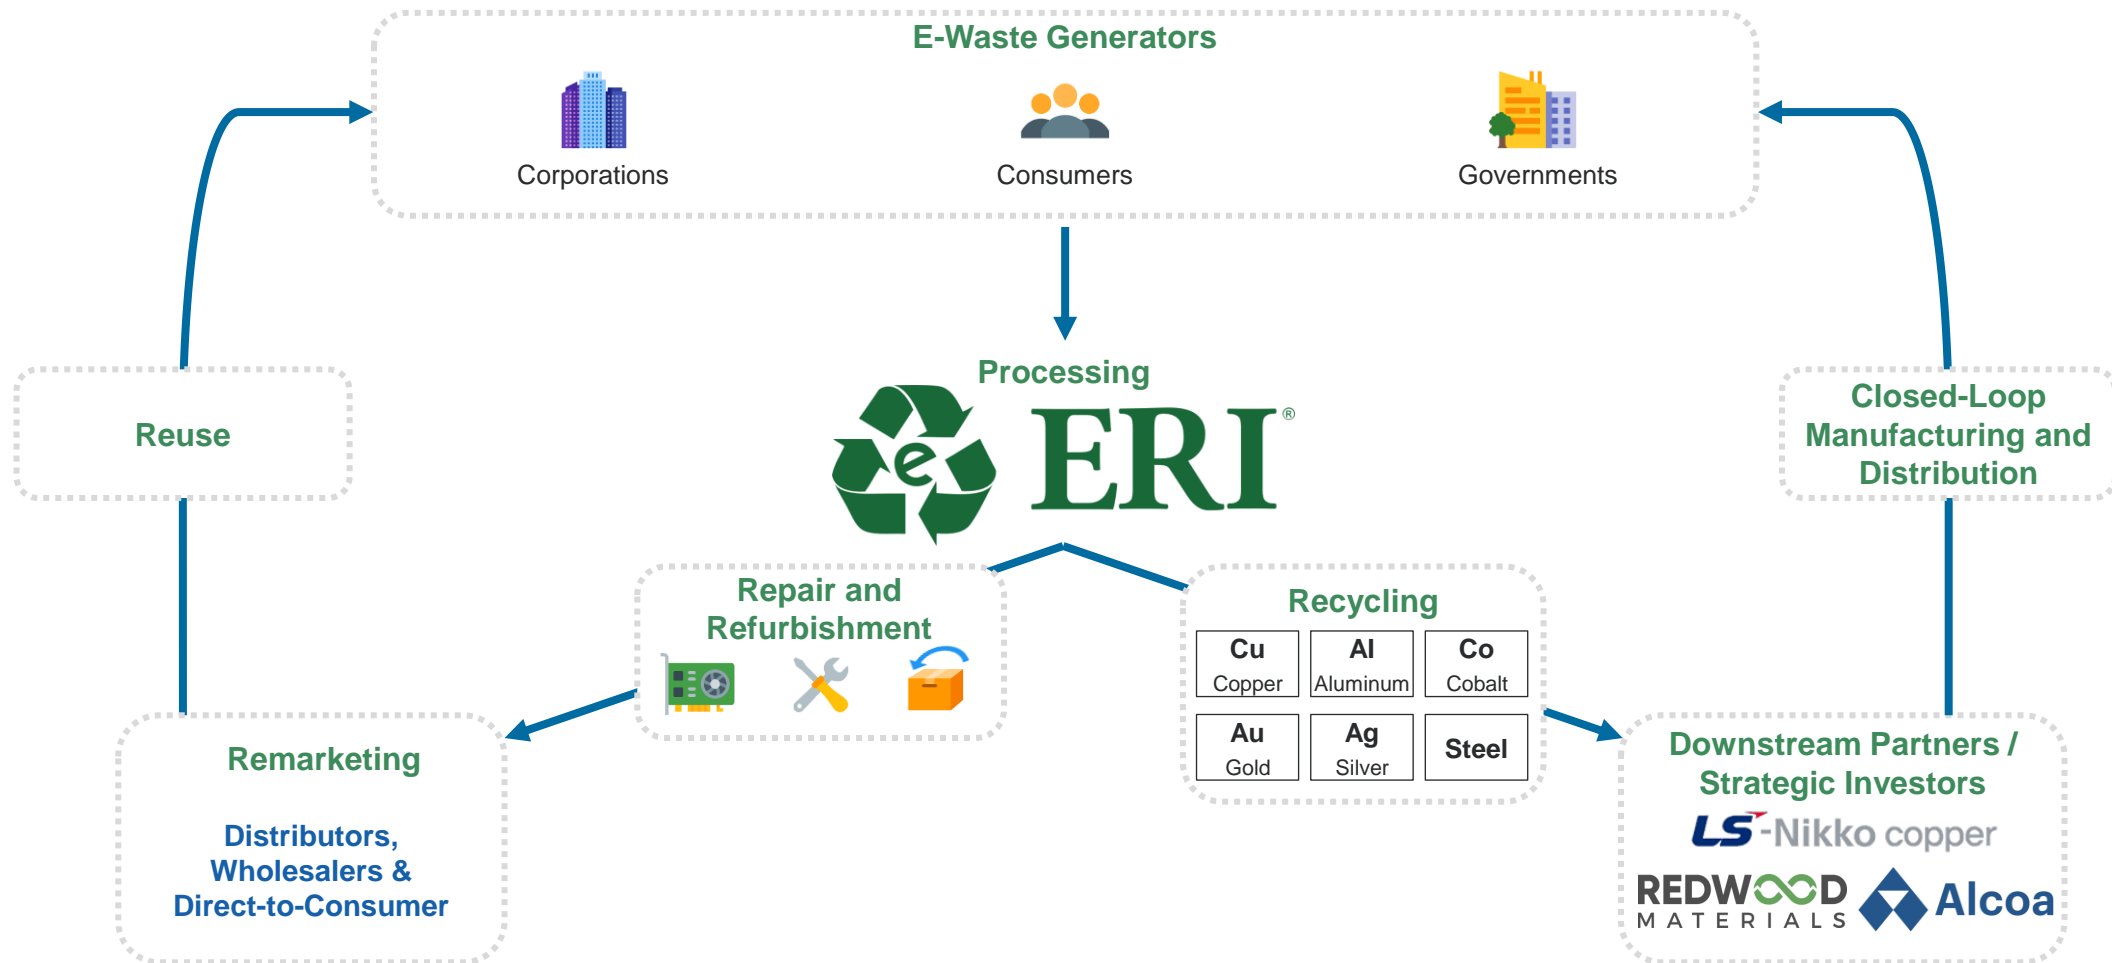 E-Waste Generators
Corporations
Consumers
Governments
Processing
e
ERI®
Reuse
Closed-Loop
Manufacturing and
Distribution
Repair and
Refurbishment
Recycling
Cu
Copper
Al
Aluminum
Co
Cobalt
Au
Gold
Ag
Silver
Steel
Remarketing
Distributors,
Wholesalers &
Direct-to-Consumer
Downstream Partners /
Strategic Investors
LS-Nikko copper
REDWOOD
MATERIALS
Alcoa